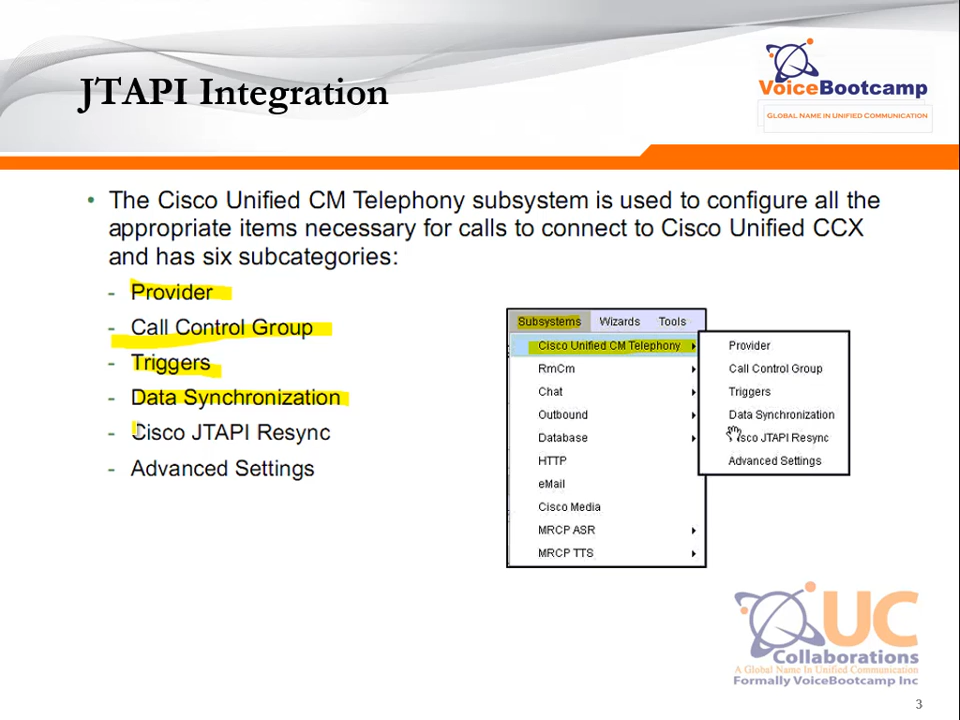 JTAPI Integration
VoiceBootcamp
GLOBAL NAME IN UNIFIED COMMUNICATION
• The Cisco Unified CM Telephony subsystem is used to configure all the
appropriate items necessary for calls to connect to Cisco Unified CCX
and has six subcategories:
- Provider
- Call Control Group
- Triggers
- Data Synchronization
- Cisco JTAPI Resync
- Advanced Settings
Subsystems Wizards Tools
Cisco Unified CM Telephony
RmCm
Chat
Outbound
Database
HTTP
eMail
Cisco Media
MRCP ASR
MRCP TTS
Provider
Call Control Group
Triggers
Data Synchronization
Cisco JTAPI Resync
Advanced Settings
UC
Collaborations
A Global Name In Unified Communication
Formally VoiceBootcamp Inc
3